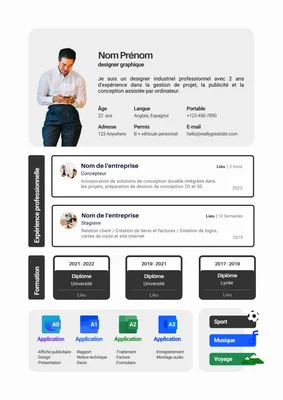 Nom Prénom
designer graphique
Je suis un designer industriel professionnel avec 2 ans
d'expérience dans la gestion de projet, la publicité et la
conception assistée par ordinateur.
Âge Langue Portable
22 ans Anglais, Espagnol +123-456-7890
Adresse Permis E-mail
123 Anywhere B + véhicule personnel hello@reallygreatsite.com
Expérience professionnelle
Nom de l'entreprise Lieu | 2 mois
Concepteur
Incorporation de solutions de conception durable intégrées dans
les projets, préparation de dessins de conception 2D et 3D
2022
Nom de l'entreprise Lieu | 10 Semaines
Stagiaire
Relation client / Création de devis et factures / Création de logos,
cartes de visite et site internet
2019
Formation
2021 - 2022 2019 - 2021 2017 - 2019
Diplôme Diplôme Diplôme
Université Université Lycée
Lieu Lieu Lieu
A0 A1 A2 A3
Application Application Application Application
-Affiche publicitaire -Rapport -Traitement -Enregistrement
-Design -Notice technique -Facture -Montage audio
-Présentation -Devis -Formulaire
Sport
Musique
Voyage